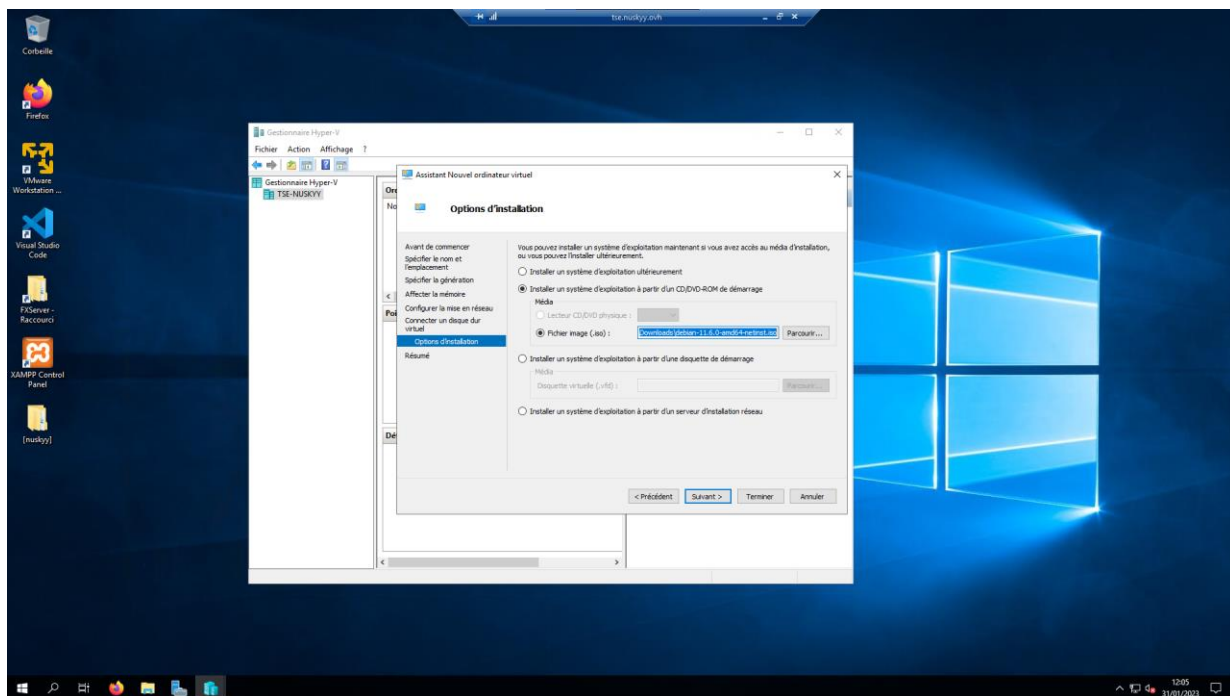 tse.nuskyy.ovh
Corbeille
Firefox
VMware
Workstation ...
Visual Studio
Code
FXServer -
Raccourci
XAMPP Control
Panel
[nuskyy]
Gestionnaire Hyper-V
Fichier Action Affichage ?
Gestionnaire Hyper-V
TSE-NUSKYY
Assistant Nouvel ordinateur virtuel
Options d'installation
Avant de commencer
Spécifier le nom et
l'emplacement
Spécifier la génération
Affecter la mémoire
Configurer la mise en réseau
Connecter un disque dur
virtuel
Options d'installation
Résumé
Vous pouvez installer un système d'exploitation maintenant si vous avez accès au média d'installation,
ou vous pouvez l'installer ultérieurement.
Installer un système d'exploitation ultérieurement
Installer un système d'exploitation à partir d'un CD/DVD-ROM de démarrage
Média
Lecteur CD/DVD physique :
Fichier image (.iso) : Downloads\debian-11.6.0-amd64-netinst.iso Parcourir...
Installer un système d'exploitation à partir d'une disquette de démarrage
Média
Disquette virtuelle (.vfd) : Parcourir...
Installer un système d'exploitation à partir d'un serveur d'installation réseau
< Précédent Suivant > Terminer Annuler
12:05
31/01/2023